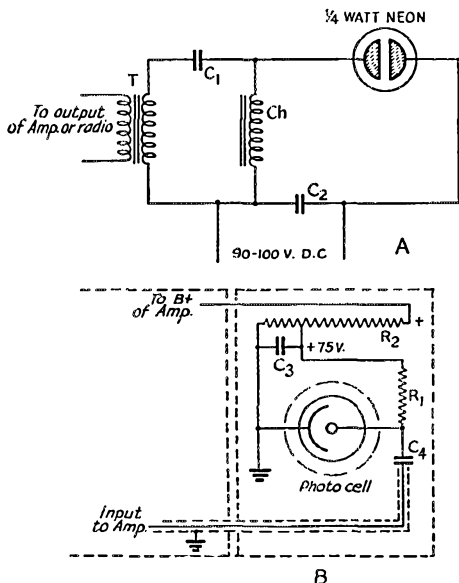 ¼ WATT NEON
T
C₁
To output
of Amp. or radio
Ch
C₂
90-100 V. D.C
A
To B+
of Amp.
+
R₂
C₃
+75V.
R₁
C₄
Photo cell
Input
to Amp.
B